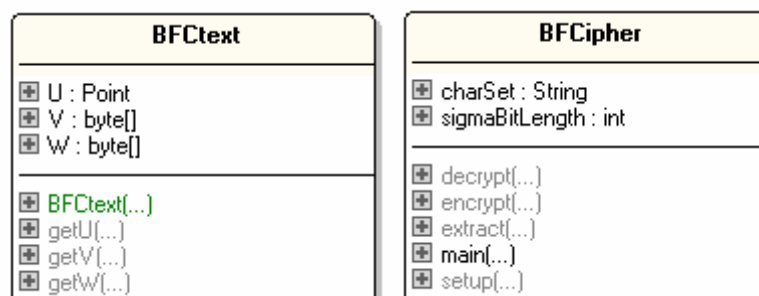 BFCtext
U : Point
V : byte[]
W : byte[]
BFCtext(...)
getU(...)
getV(...)
getW(...)
BFCipher
charSet : String
sigmaBitLength : int
decrypt(...)
encrypt(...)
extract(...)
main(...)
setup(...)